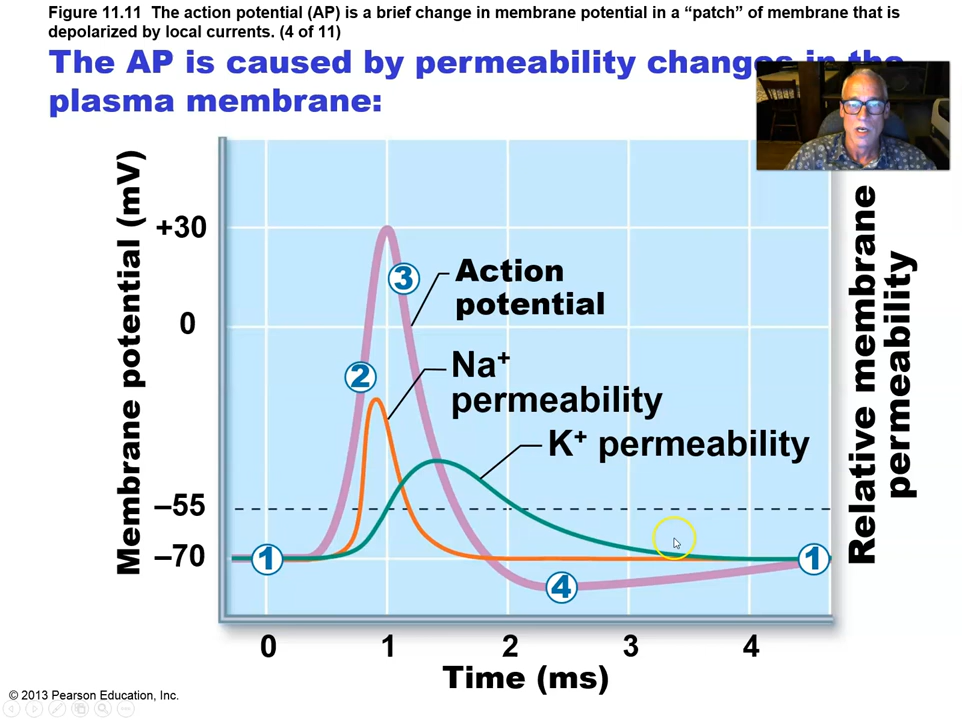 Figure 11.11 The action potential (AP) is a brief change in membrane potential in a “patch” of membrane that is
depolarized by local currents. (4 of 11)
The AP is caused by permeability changes in the
plasma membrane:
Membrane potential (mV)
+30
0
–55
–70
Action
potential
Na+
permeability
K+ permeability
1
2
3
4
1
Relative membrane
permeability
0 1 2 3 4
Time (ms)
© 2013 Pearson Education, Inc.